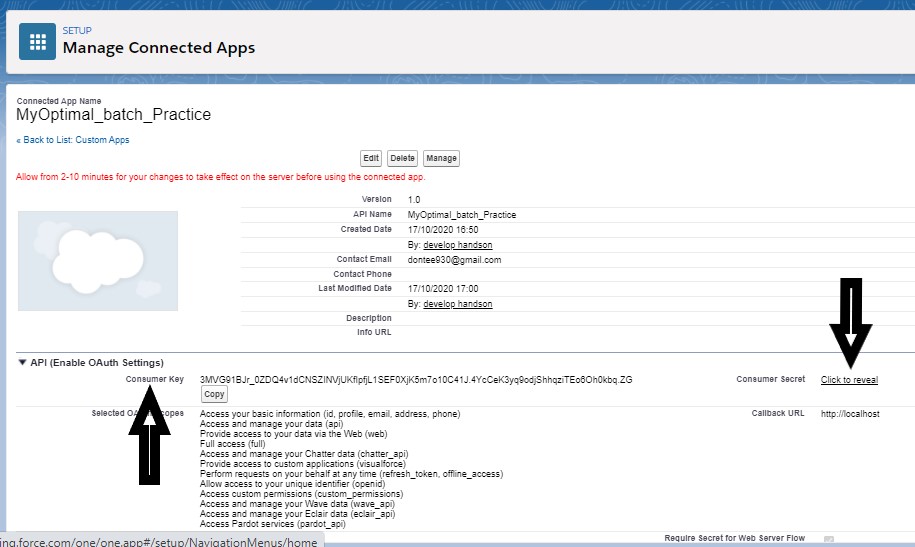 SETUP
Manage Connected Apps
Connected App Name
MyOptimal_batch_Practice
« Back to List: Custom Apps
Edit Delete Manage
Allow from 2-10 minutes for your changes to take effect on the server before using the connected app.
Version 1.0
API Name MyOptimal_batch_Practice
Created Date 17/10/2020 16:50
By: develop handson
Contact Email dontee930@gmail.com
Contact Phone
Last Modified Date 17/10/2020 17:00
By: develop handson
Description
Info URL
▼ API (Enable OAuth Settings)
Consumer Key 3MVG91BJr_0ZDQ4v1dCNSZINVjUKfIpfjL1SEF0XjK5m7o10C41J.4YcCeK3yq9odjShhqziTEo6Oh0kbq.ZG Consumer Secret Click to reveal
Copy
Selected OA copes Access your basic information (id, profile, email, address, phone) Callback URL http://localhost
Access and manage your data (api)
Provide access to your data via the Web (web)
Full access (full)
Access and manage your Chatter data (chatter_api)
Provide access to custom applications (visualforce)
Perform requests on your behalf at any time (refresh_token, offline_access)
Allow access to your unique identifier (openid)
Access custom permissions (custom_permissions)
Access and manage your Wave data (wave_api)
Access and manage your Eclair data (eclair_api)
Access Pardot services (pardot_api)
Require Secret for Web Server Flow
ing.force.com/one/one.app#/setup/NavigationMenus/home